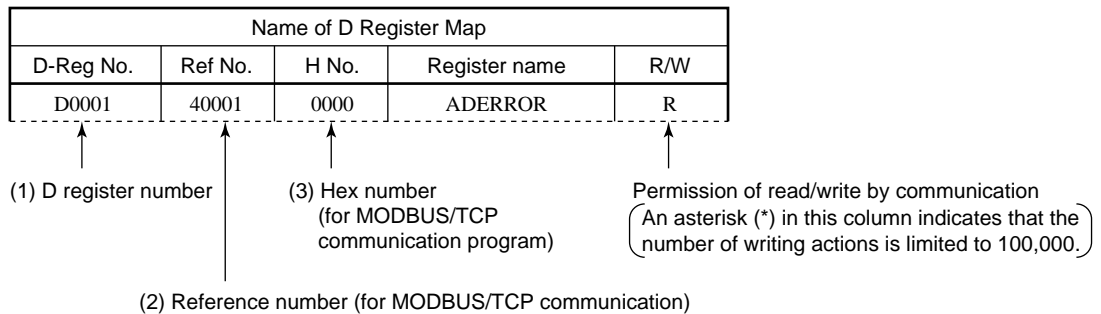 Name of D Register Map
D-Reg No. Ref No. H No. Register name R/W
D0001 40001 0000 ADERROR R
(1) D register number
(3) Hex number
(for MODBUS/TCP
communication program)
Permission of read/write by communication
An asterisk (*) in this column indicates that the
number of writing actions is limited to 100,000.
(2) Reference number (for MODBUS/TCP communication)